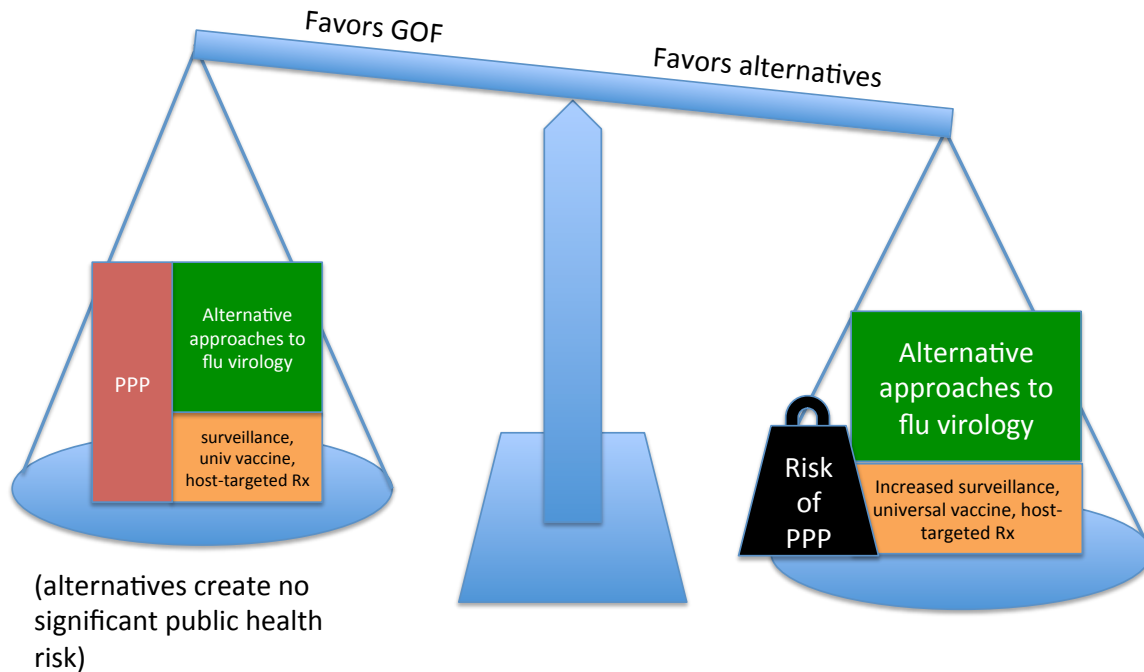 Favors GOF
Favors alternatives
PPP
Alternative
approaches to
flu virology
surveillance,
univ vaccine,
host-targeted Rx
Risk
of
PPP
Alternative
approaches to
flu virology
Increased surveillance,
universal vaccine, host-
targeted Rx
(alternatives create no
significant public health
risk)